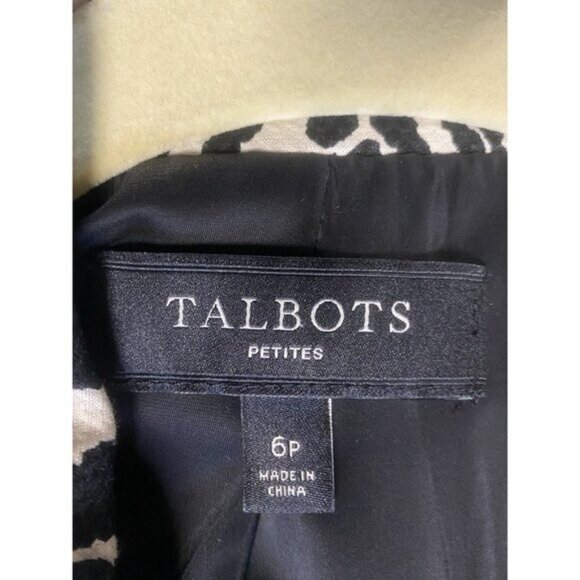 TALBOTS
PETITES
6P
MADE IN
CHINA